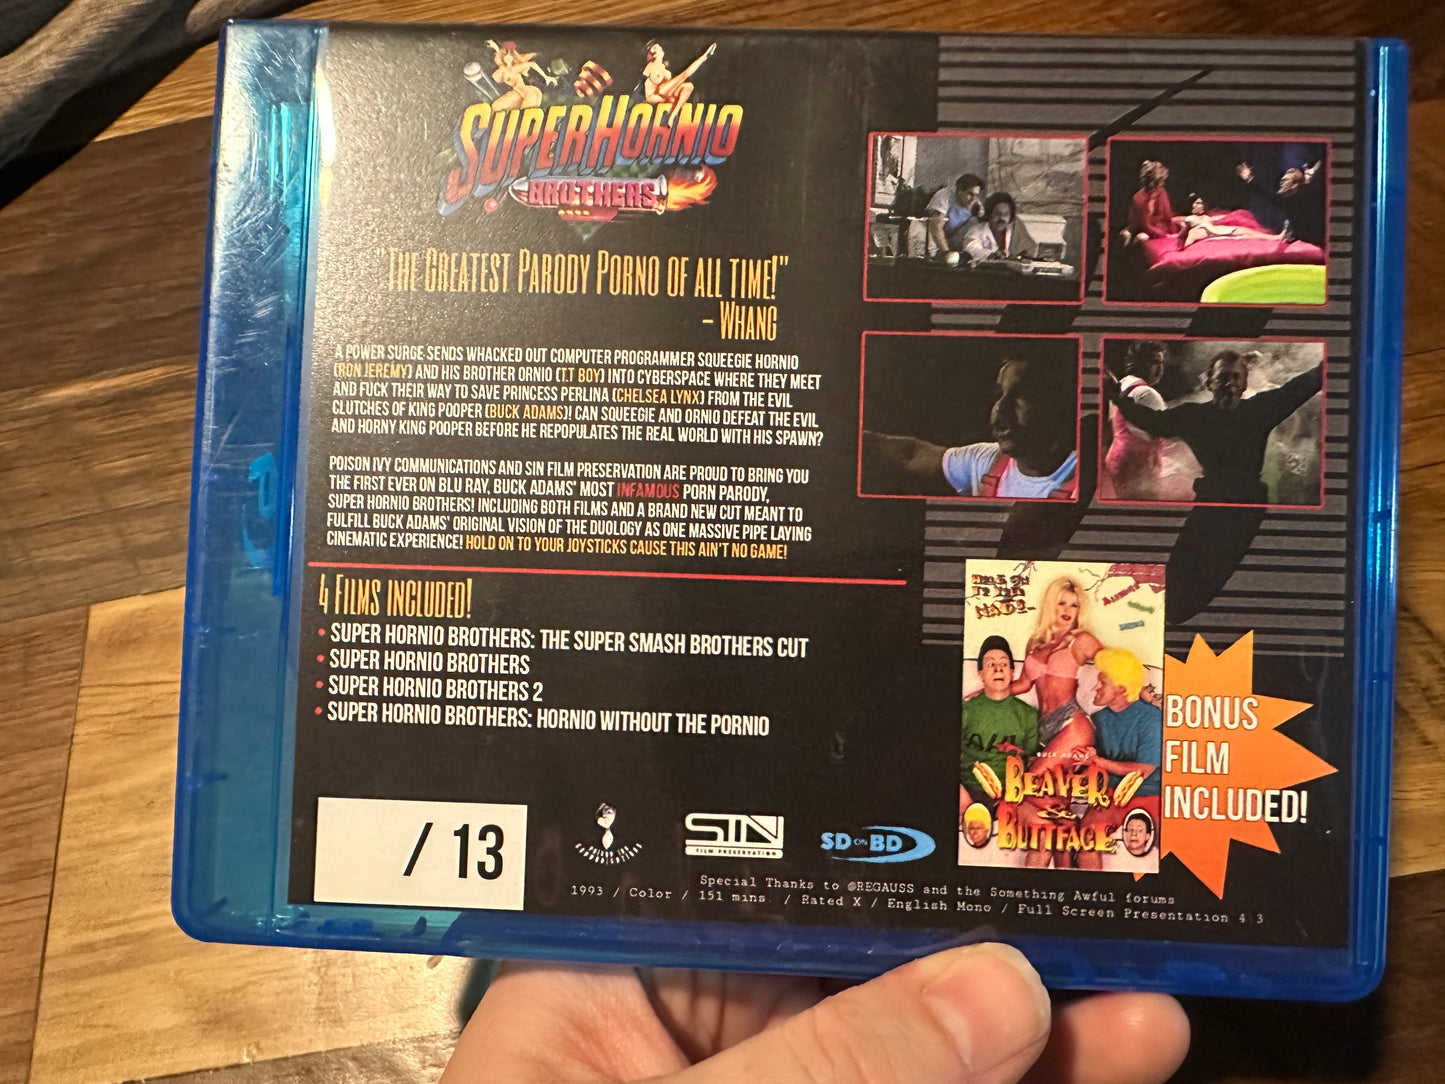 SUPER HORNIO
BROTHERS
"THE GREATEST PARODY PORNO OF ALL TIME!"
- WHANG
A POWER SURGE SENDS WHACKED OUT COMPUTER PROGRAMMER SQUEEGIE HORNIO
(RON JEREMY) AND HIS BROTHER ORNIO (T.T BOY) INTO CYBERSPACE WHERE THEY MEET
AND FUCK THEIR WAY TO SAVE PRINCESS PERLINA (CHELSEA LYNX) FROM THE EVIL
CLUTCHES OF KING POOPER (BUCK ADAMS)! CAN SQUEEGIE AND ORNIO DEFEAT THE EVIL
AND HORNY KING POOPER BEFORE HE REPOPULATES THE REAL WORLD WITH HIS SPAWN?
POISON IVY COMMUNICATIONS AND SIN FILM PRESERVATION ARE PROUD TO BRING YOU
THE FIRST EVER ON BLU RAY, BUCK ADAMS' MOST INFAMOUS PORN PARODY,
SUPER HORNIO BROTHERS! INCLUDING BOTH FILMS AND A BRAND NEW CUT MEANT TO
FULFILL BUCK ADAMS' ORIGINAL VISION OF THE DUOLOGY AS ONE MASSIVE PIPE LAYING
CINEMATIC EXPERIENCE! HOLD ON TO YOUR JOYSTICKS CAUSE THIS AIN'T NO GAME!
4 FILMS INCLUDED!
• SUPER HORNIO BROTHERS: THE SUPER SMASH BROTHERS CUT
• SUPER HORNIO BROTHERS
• SUPER HORNIO BROTHERS 2
• SUPER HORNIO BROTHERS: HORNIO WITHOUT THE PORNIO
BUCK ADAMS'
BEAVER
&
BUTTFACE
BONUS
FILM
INCLUDED!
/ 13
SIN
FILM PRESERVATION
SD ON BD
Special Thanks to @REGAUSS and the Something Awful forums
1993 / Color / 151 mins. / Rated X / English Mono / Full Screen Presentation 4:3